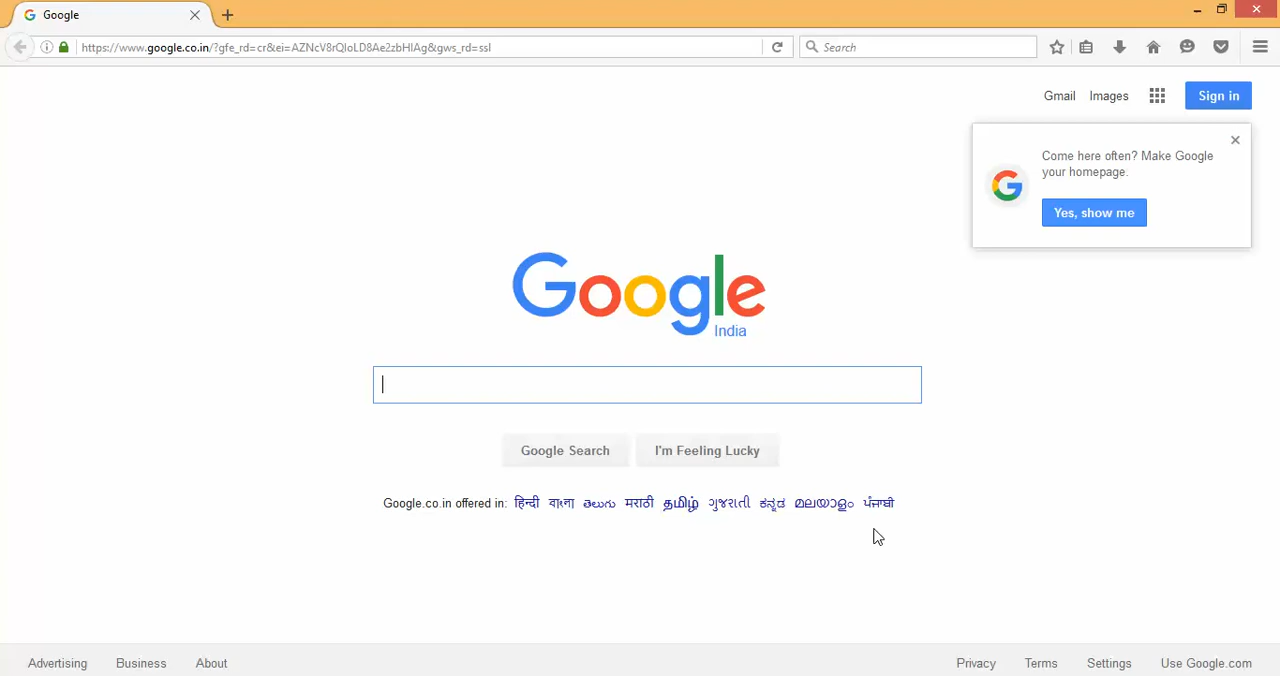 Google
https://www.google.co.in/?gfe_rd=cr&ei=AZNcV8rQIoLD8Ae2zbHIAg&gws_rd=ssl
Search
Gmail Images Sign in
Come here often? Make Google
your homepage.
Yes, show me
Google
India
Google Search I'm Feeling Lucky
Google.co.in offered in: हिन्दी বাংলা తెలుగు मराठी தமிழ் ગુજરાતી ಕನ್ನಡ മലയാളം ਪੰਜਾਬੀ
Advertising Business About Privacy Terms Settings Use Google.com